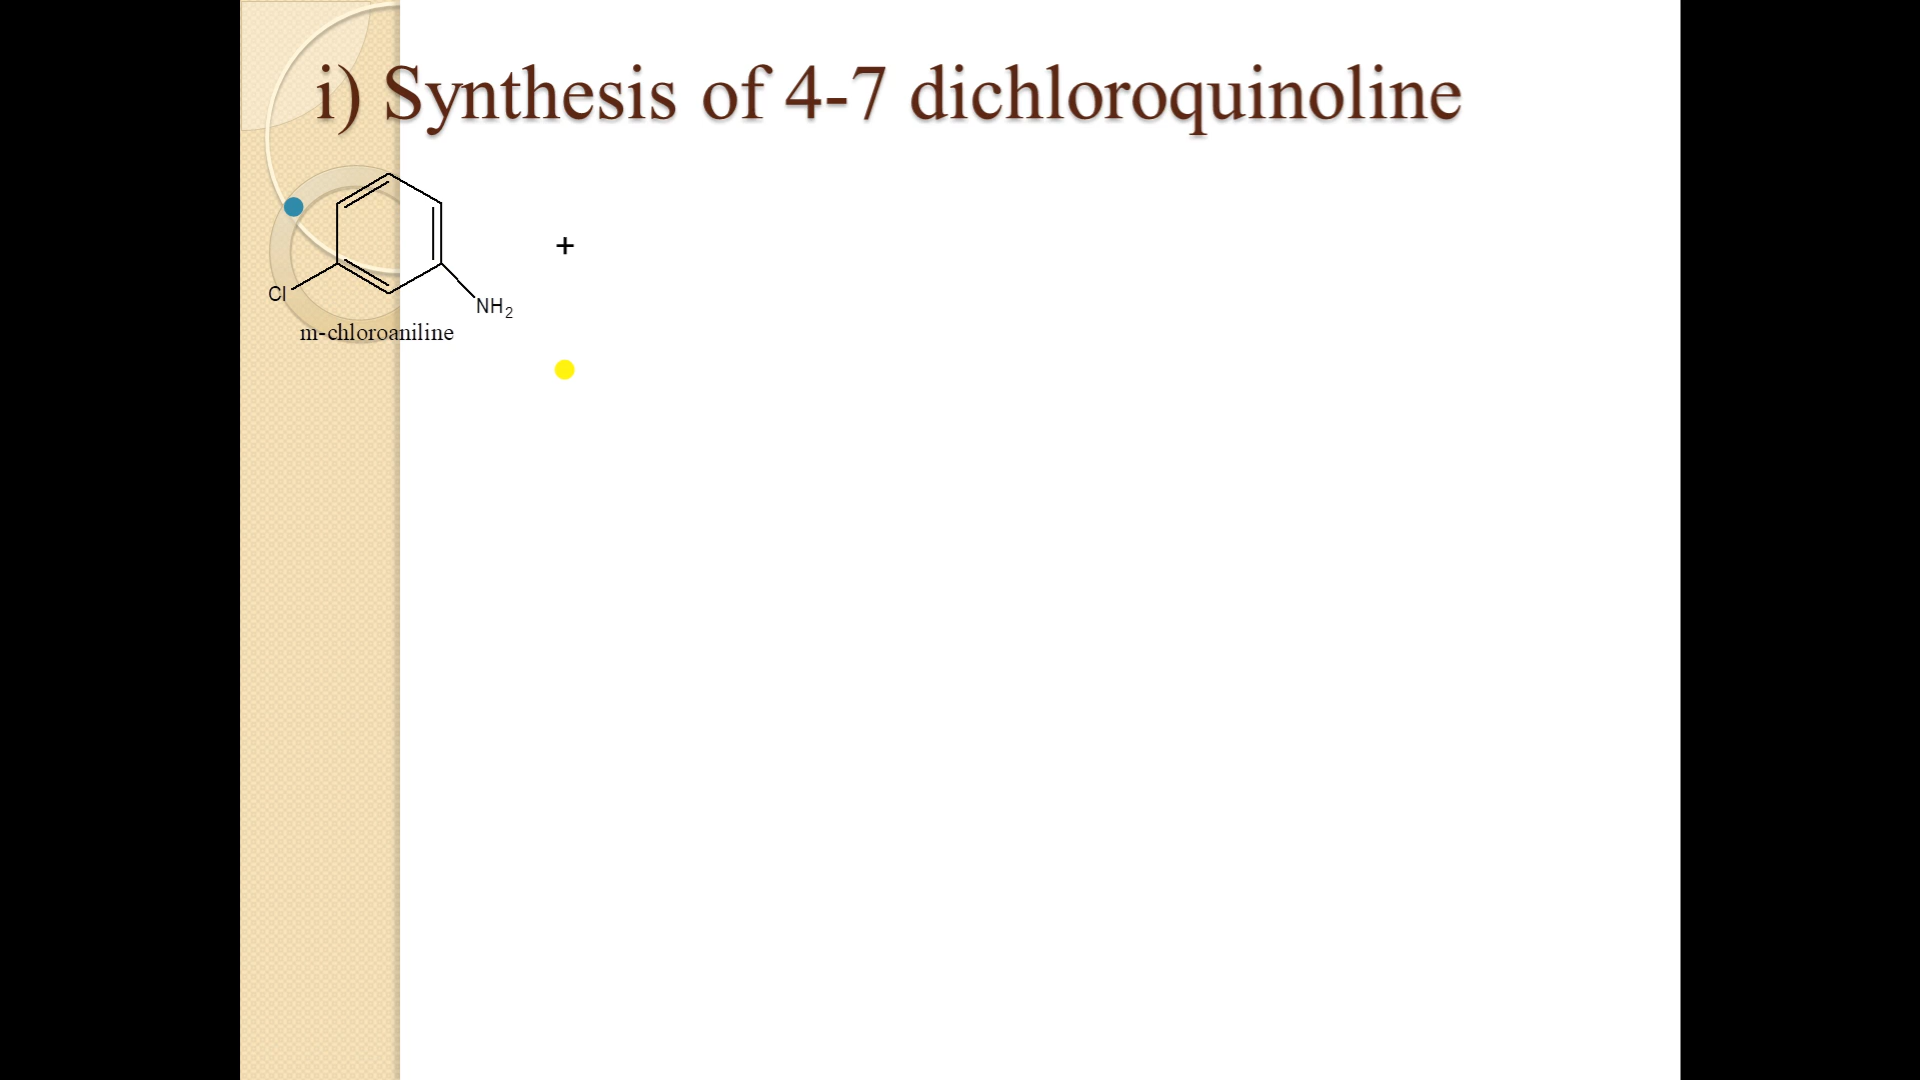 i) Synthesis of 4-7 dichloroquinoline
+
Cl
NH2
m-chloroaniline